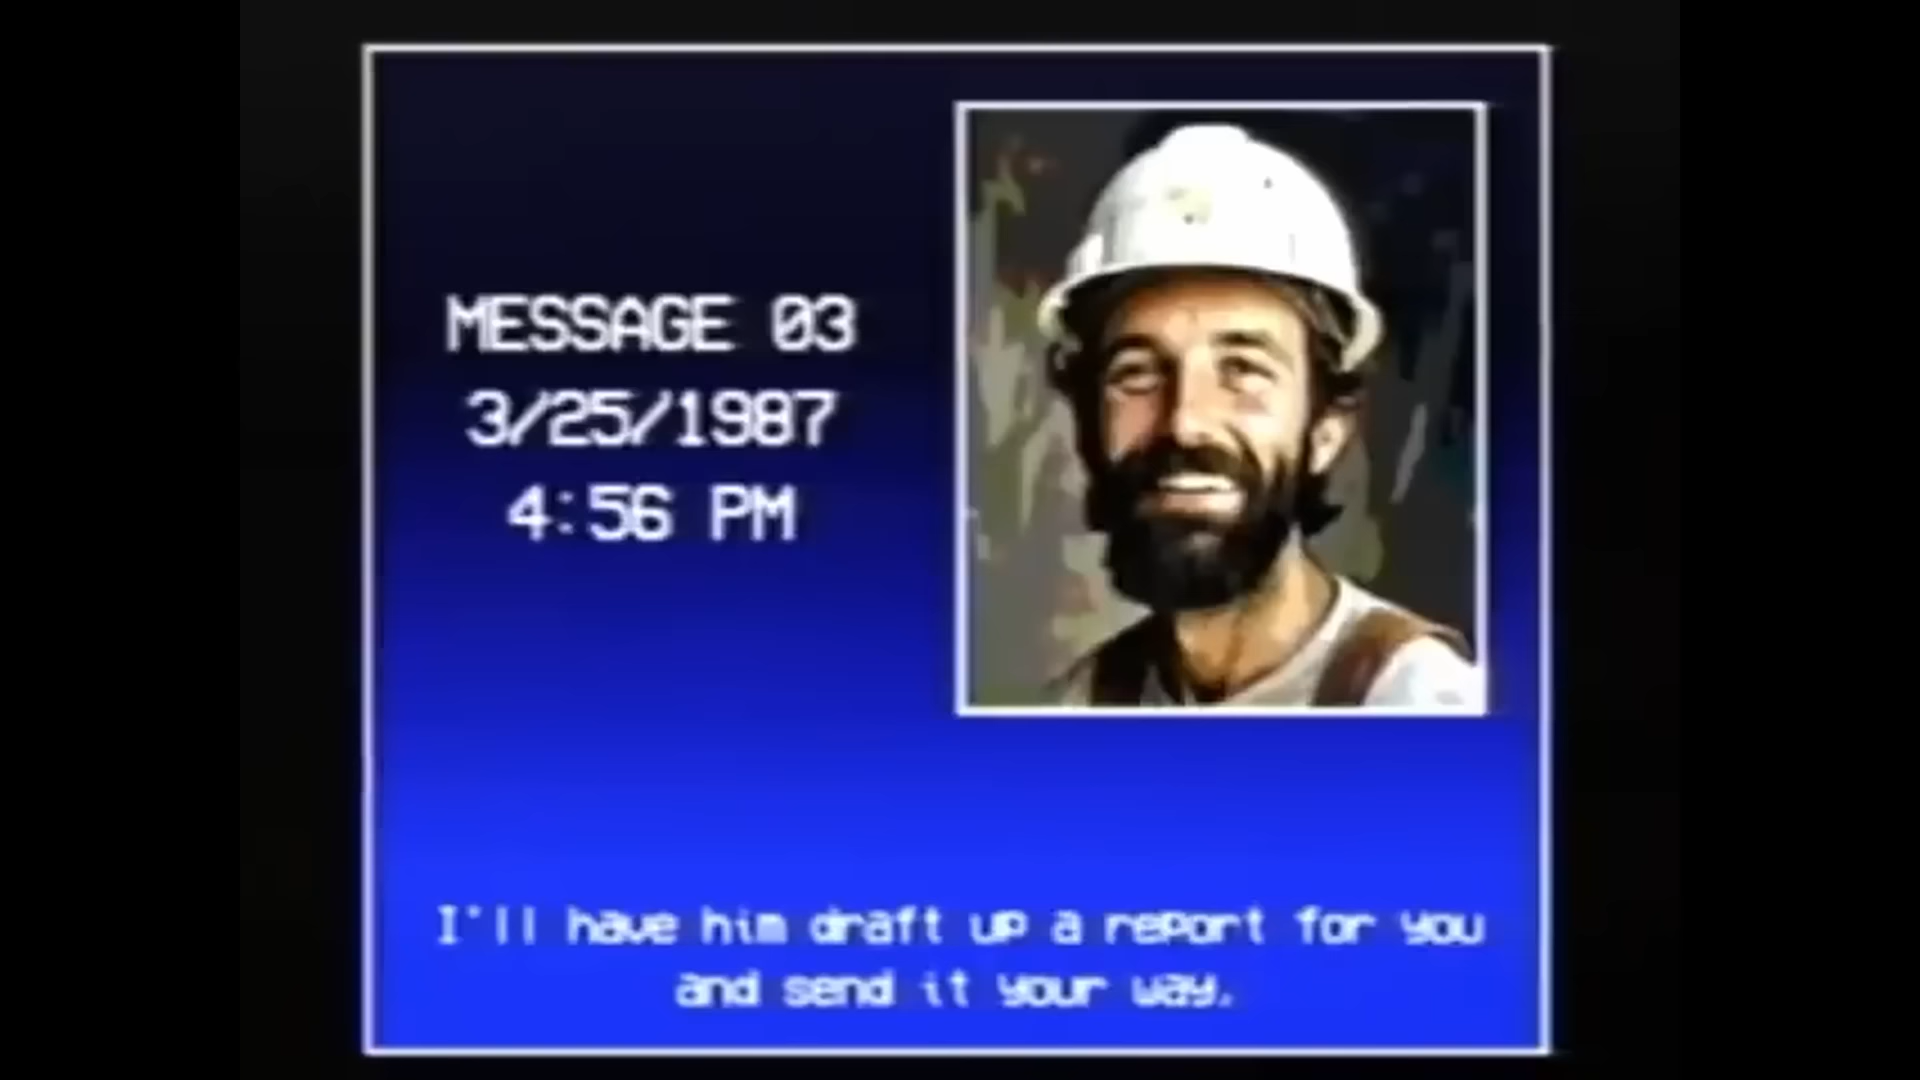 MESSAGE 03
3/25/1987
4:56 PM
I'll have him draft up a report for you
and send it your way.